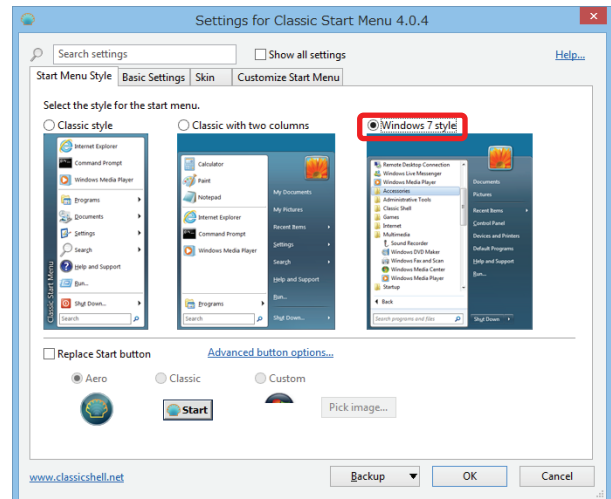 Settings for Classic Start Menu 4.0.4
Search settings
Show all settings
Help...
Start Menu Style
Basic Settings
Skin
Customize Start Menu
Select the style for the start menu.
Classic style
Classic with two columns
Windows 7 style
Internet Explorer
Command Prompt
Windows Media Player
Programs
Documents
Settings
Search
Help and Support
Run...
Shut Down...
Search
Classic Start Menu
Calculator
Paint
Notepad
Internet Explorer
Command Prompt
Windows Media Player
Programs
Search
My Documents
My Pictures
Recent Items
Control Panel
Settings
Search
Help and Support
Run...
Shut Down...
Remote Desktop Connection
Windows Live Messenger
Windows Media Player
Accessories
Administrative Tools
Classic Shell
Games
Internet
Multimedia
Sound Recorder
Windows DVD Maker
Windows Fax and Scan
Windows Media Center
Windows Media Player
Startup
Back
Search programs and files
Documents
Pictures
Recent Items
Control Panel
Devices and Printers
Default Programs
Help and Support
Run...
Shut Down
Replace Start button
Advanced button options...
Aero
Classic
Custom
Start
Pick image...
www.classicshell.net
Backup
OK
Cancel